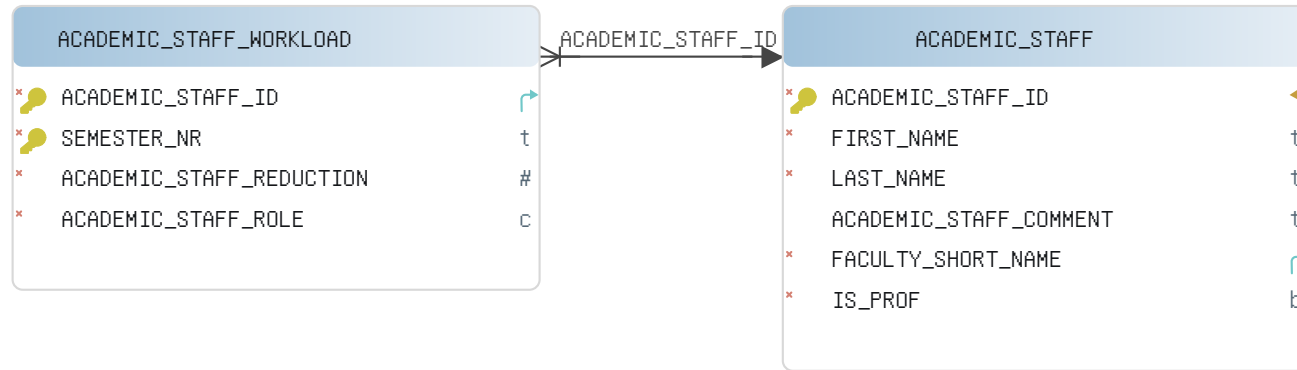 ACADEMIC_STAFF_WORKLOAD
ACADEMIC_STAFF_ID
SEMESTER_NR t
ACADEMIC_STAFF_REDUCTION #
ACADEMIC_STAFF_ROLE c
ACADEMIC_STAFF_ID
ACADEMIC_STAFF
ACADEMIC_STAFF_ID
FIRST_NAME t
LAST_NAME t
ACADEMIC_STAFF_COMMENT t
FACULTY_SHORT_NAME
IS_PROF b